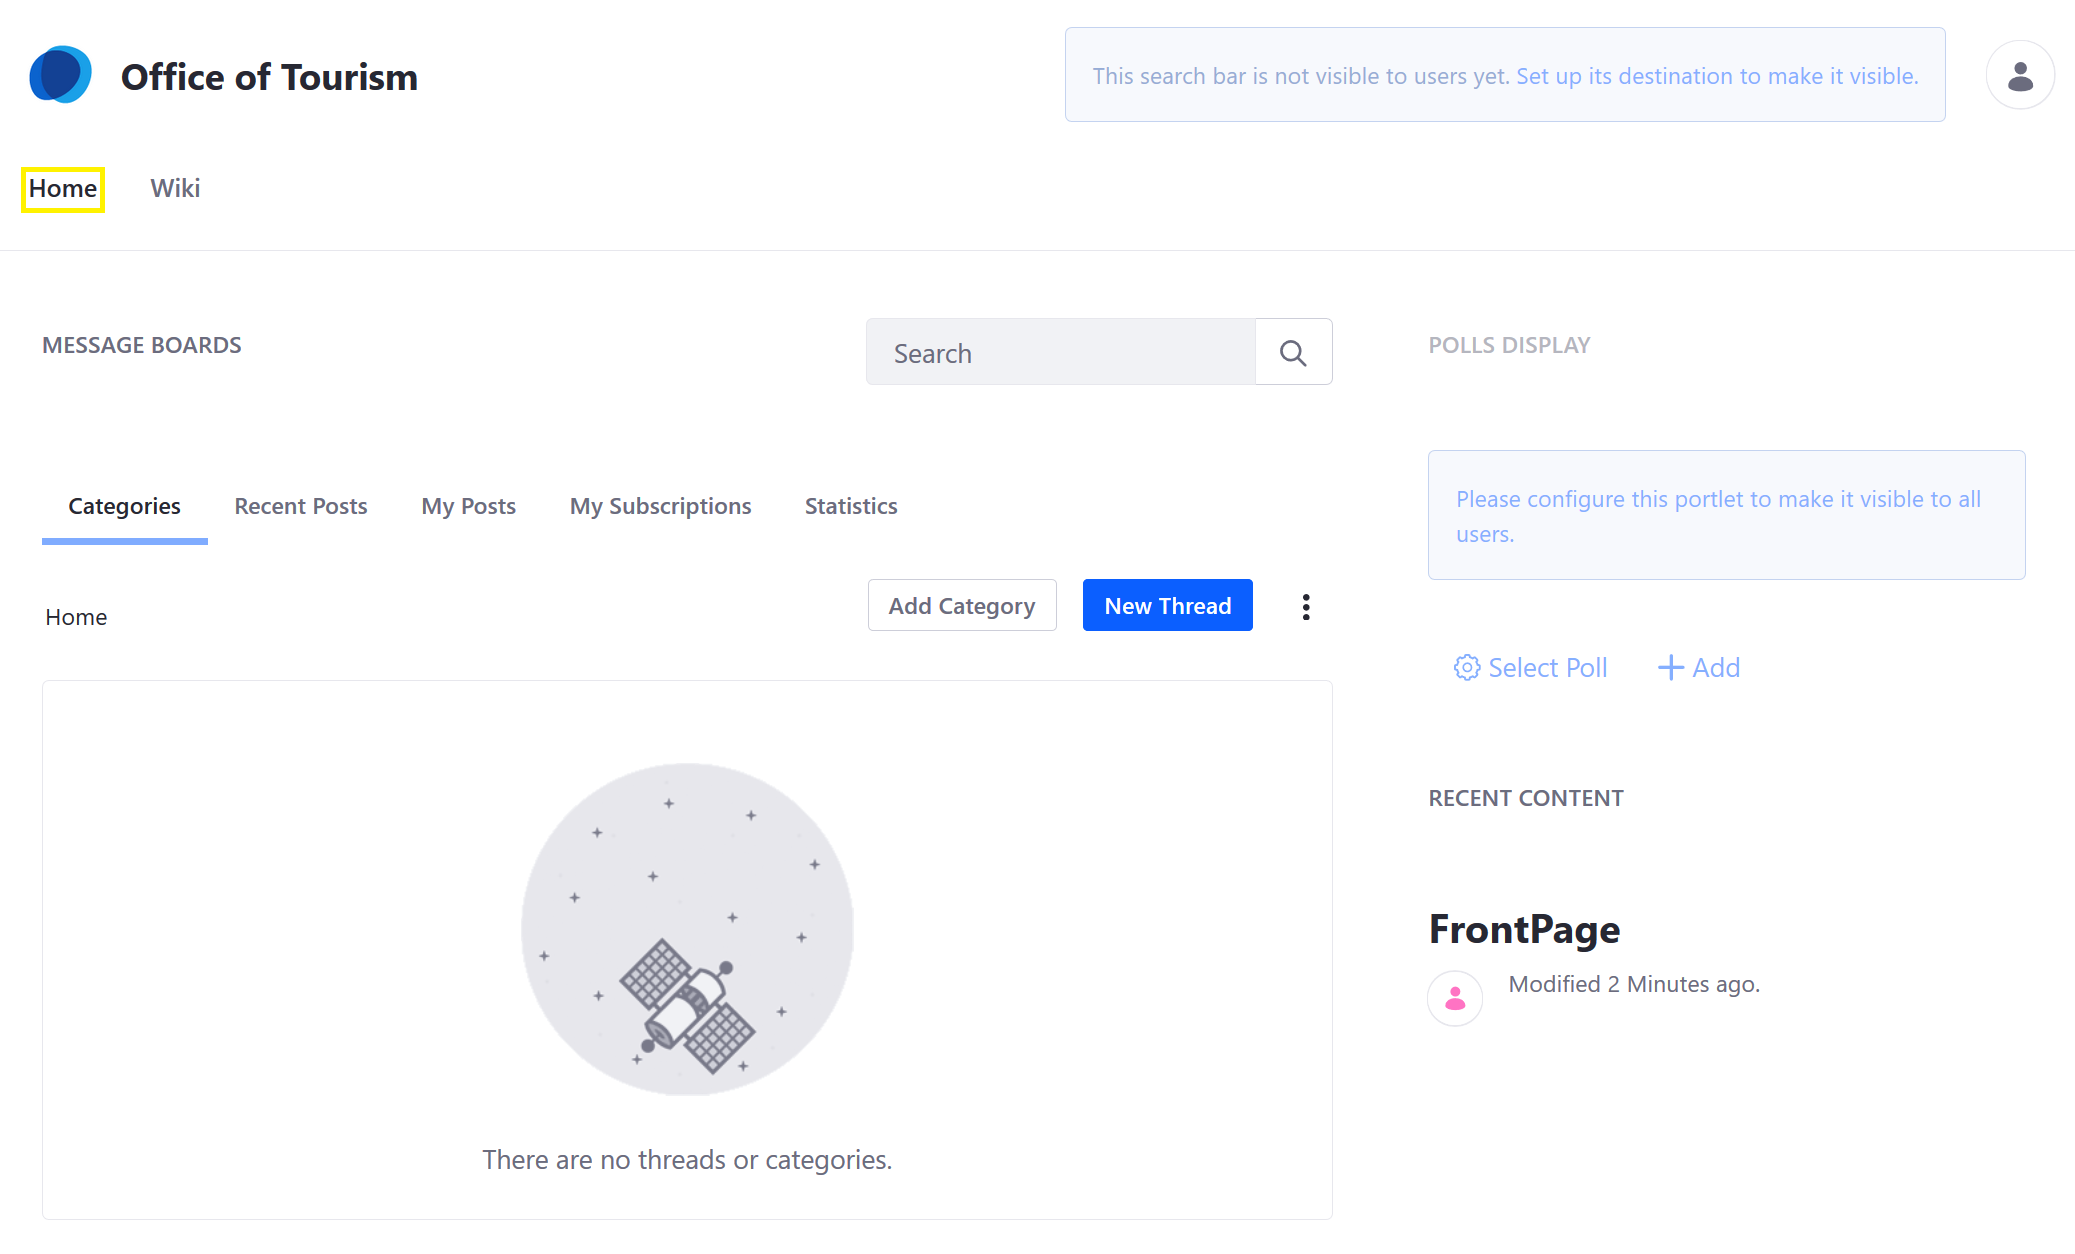 Office of Tourism
This search bar is not visible to users yet. Set up its destination to make it visible.
Home
Wiki
MESSAGE BOARDS
Search
POLLS DISPLAY
Categories
Recent Posts
My Posts
My Subscriptions
Statistics
Please configure this portlet to make it visible to all
users.
Home
Add Category
New Thread
Select Poll
Add
RECENT CONTENT
FrontPage
Modified 2 Minutes ago.
There are no threads or categories.